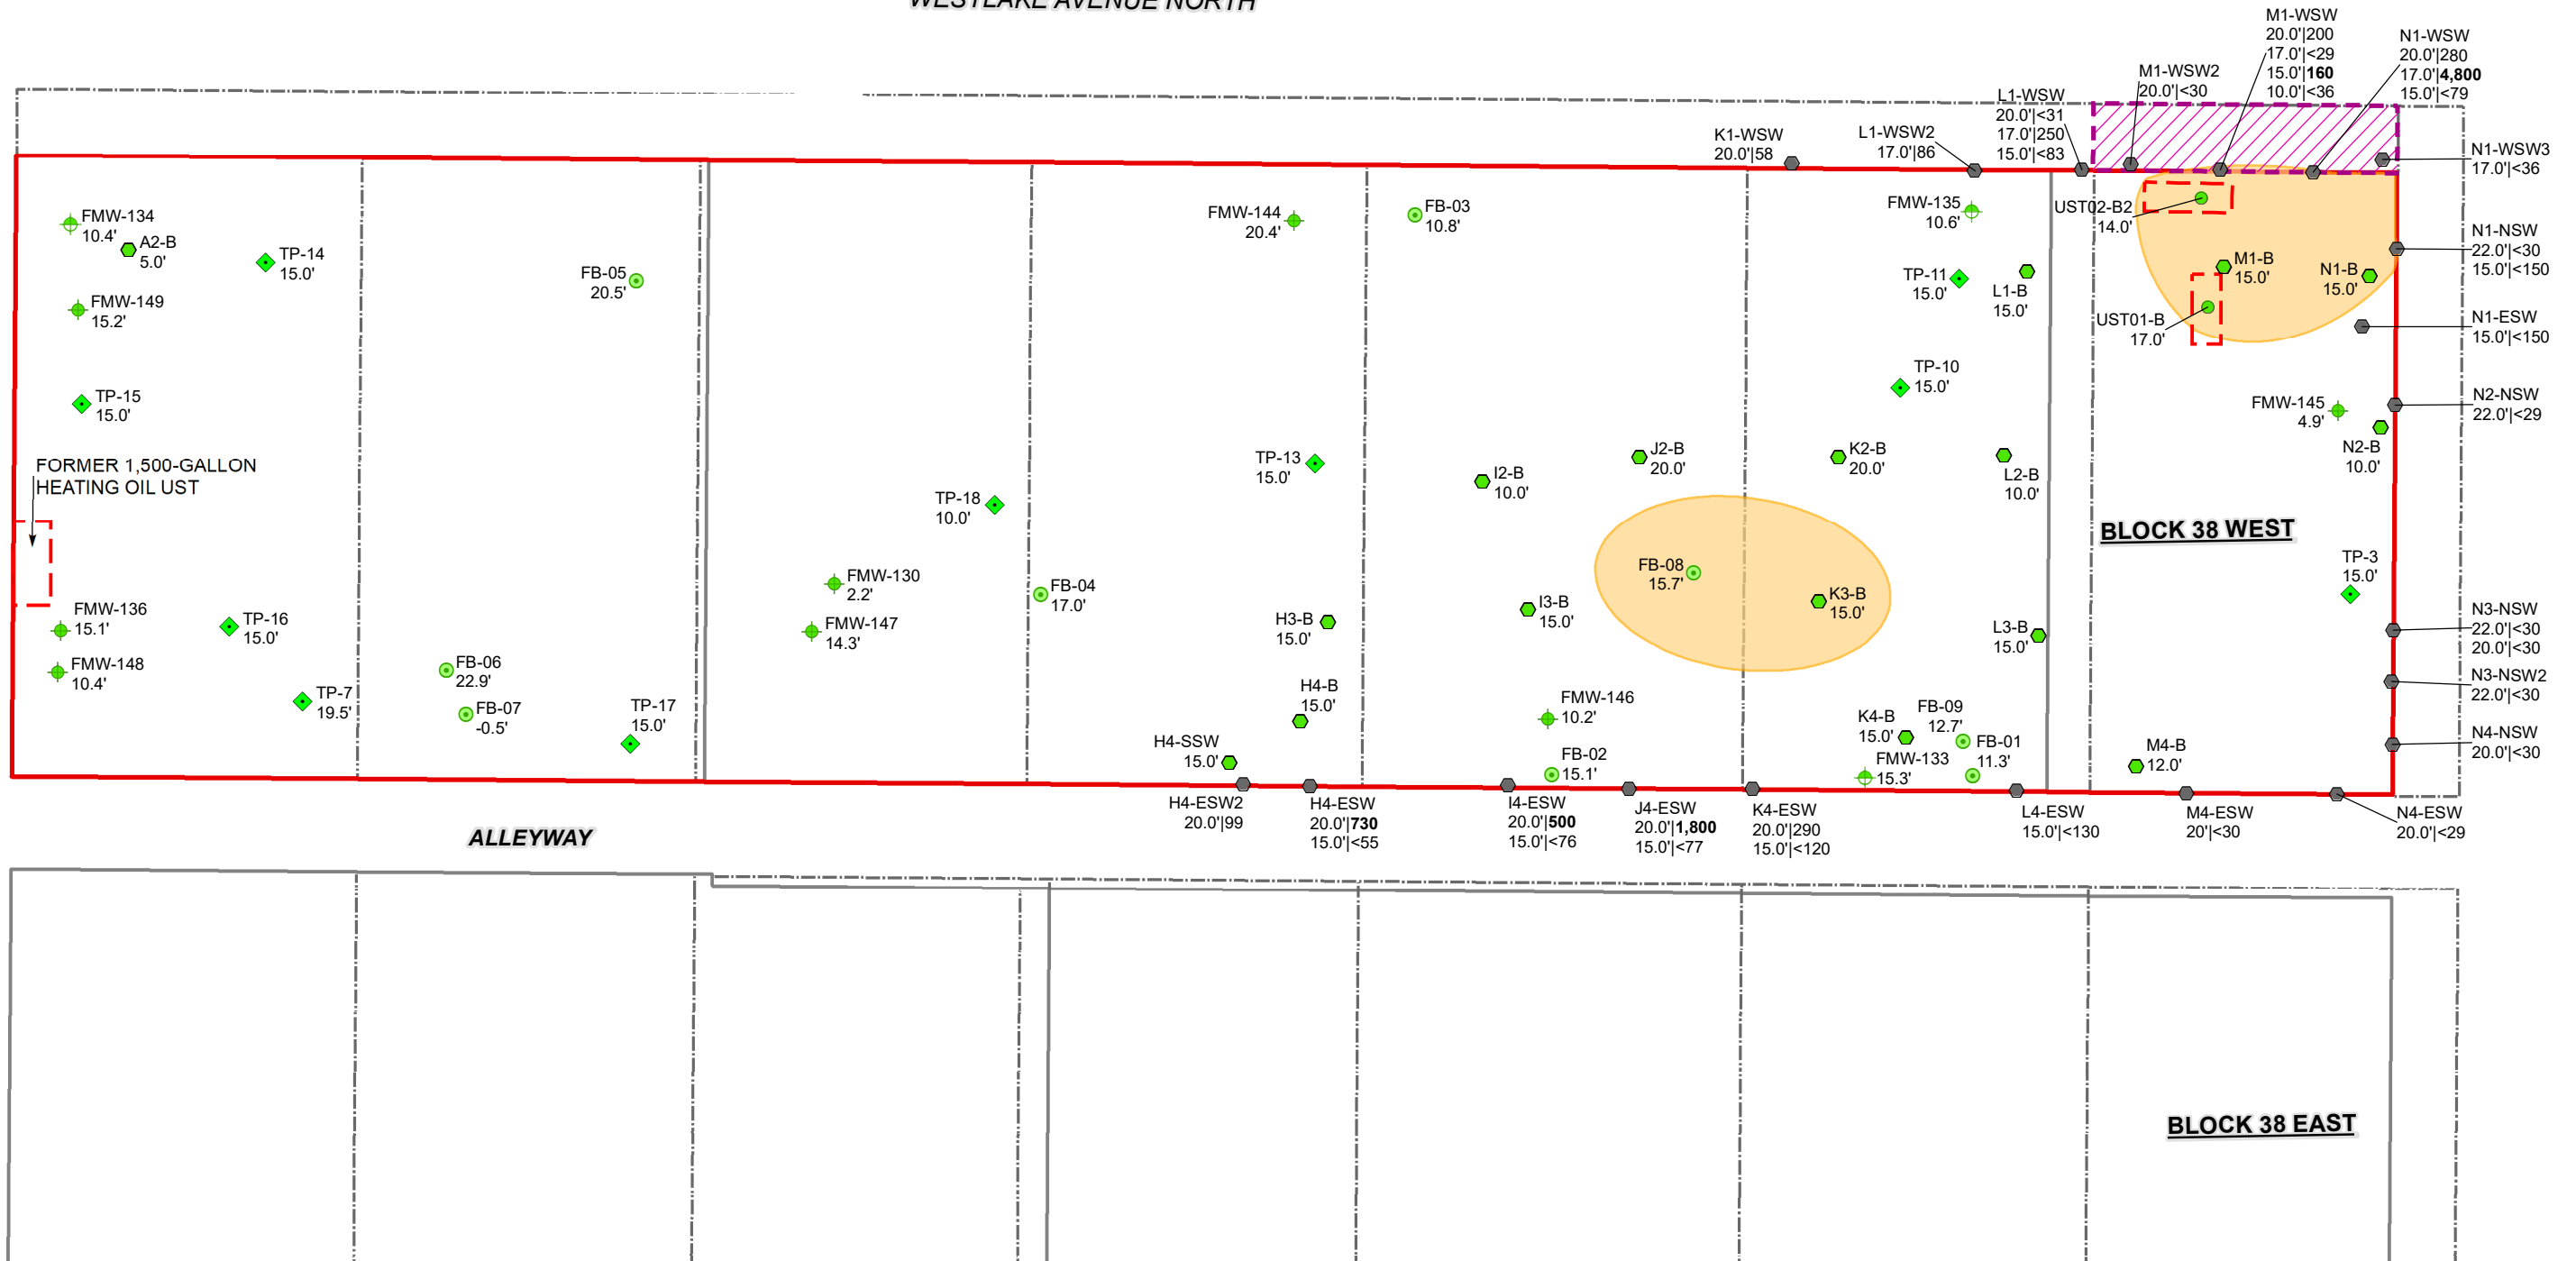 WESTLAKE AVENUE NORTH
M1-WSW
20.0'|200
17.0'|<29
15.0'|160
10.0'|<36
N1-WSW
20.0'|280
17.0'|4,800
15.0'|<79
M1-WSW2
20.0'|<30
L1-WSW
20.0'|<31
17.0'|250
15.0'|<83
K1-WSW
20.0'|58
L1-WSW2
17.0'|86
N1-WSW3
17.0'|<36
FMW-134
10.4'
A2-B
5.0'
TP-14
15.0'
FMW-149
15.2'
FB-05
20.5'
FMW-144
20.4'
FB-03
10.8'
FMW-135
10.6'
UST02-B2
14.0'
N1-NSW
22.0'|<30
15.0'|<150
TP-11
15.0'
L1-B
15.0'
M1-B
15.0'
N1-B
15.0'
UST01-B
17.0'
N1-ESW
15.0'|<150
TP-15
15.0'
TP-10
15.0'
FMW-145
4.9'
N2-NSW
22.0'|<29
N2-B
10.0'
FORMER 1,500-GALLON
HEATING OIL UST
TP-13
15.0'
TP-18
10.0'
I2-B
10.0'
J2-B
20.0'
K2-B
20.0'
L2-B
10.0'
BLOCK 38 WEST
TP-3
15.0'
FMW-130
2.2'
FMW-147
14.3'
FB-04
17.0'
FB-08
15.7'
K3-B
15.0'
I3-B
15.0'
H3-B
15.0'
L3-B
15.0'
FMW-136
15.1'
TP-16
15.0'
FMW-148
10.4'
N3-NSW
22.0'|<30
20.0'|<30
N3-NSW2
22.0'|<30
FB-06
22.9'
FB-07
-0.5'
TP-7
19.5'
TP-17
15.0'
H4-B
15.0'
H4-SSW
15.0'
FMW-146
10.2'
FB-02
15.1'
K4-B
15.0'
FB-09
12.7'
FB-01
11.3'
FMW-133
15.3'
M4-B
12.0'
N4-NSW
20.0'|<30
H4-ESW2
20.0'|99
H4-ESW
20.0'|730
15.0'|<55
I4-ESW
20.0'|500
15.0'|<76
J4-ESW
20.0'|1,800
15.0'|<77
K4-ESW
20.0'|290
15.0'|<120
L4-ESW
15.0'|<130
M4-ESW
20'|<30
N4-ESW
20.0'|<29
ALLEYWAY
BLOCK 38 EAST